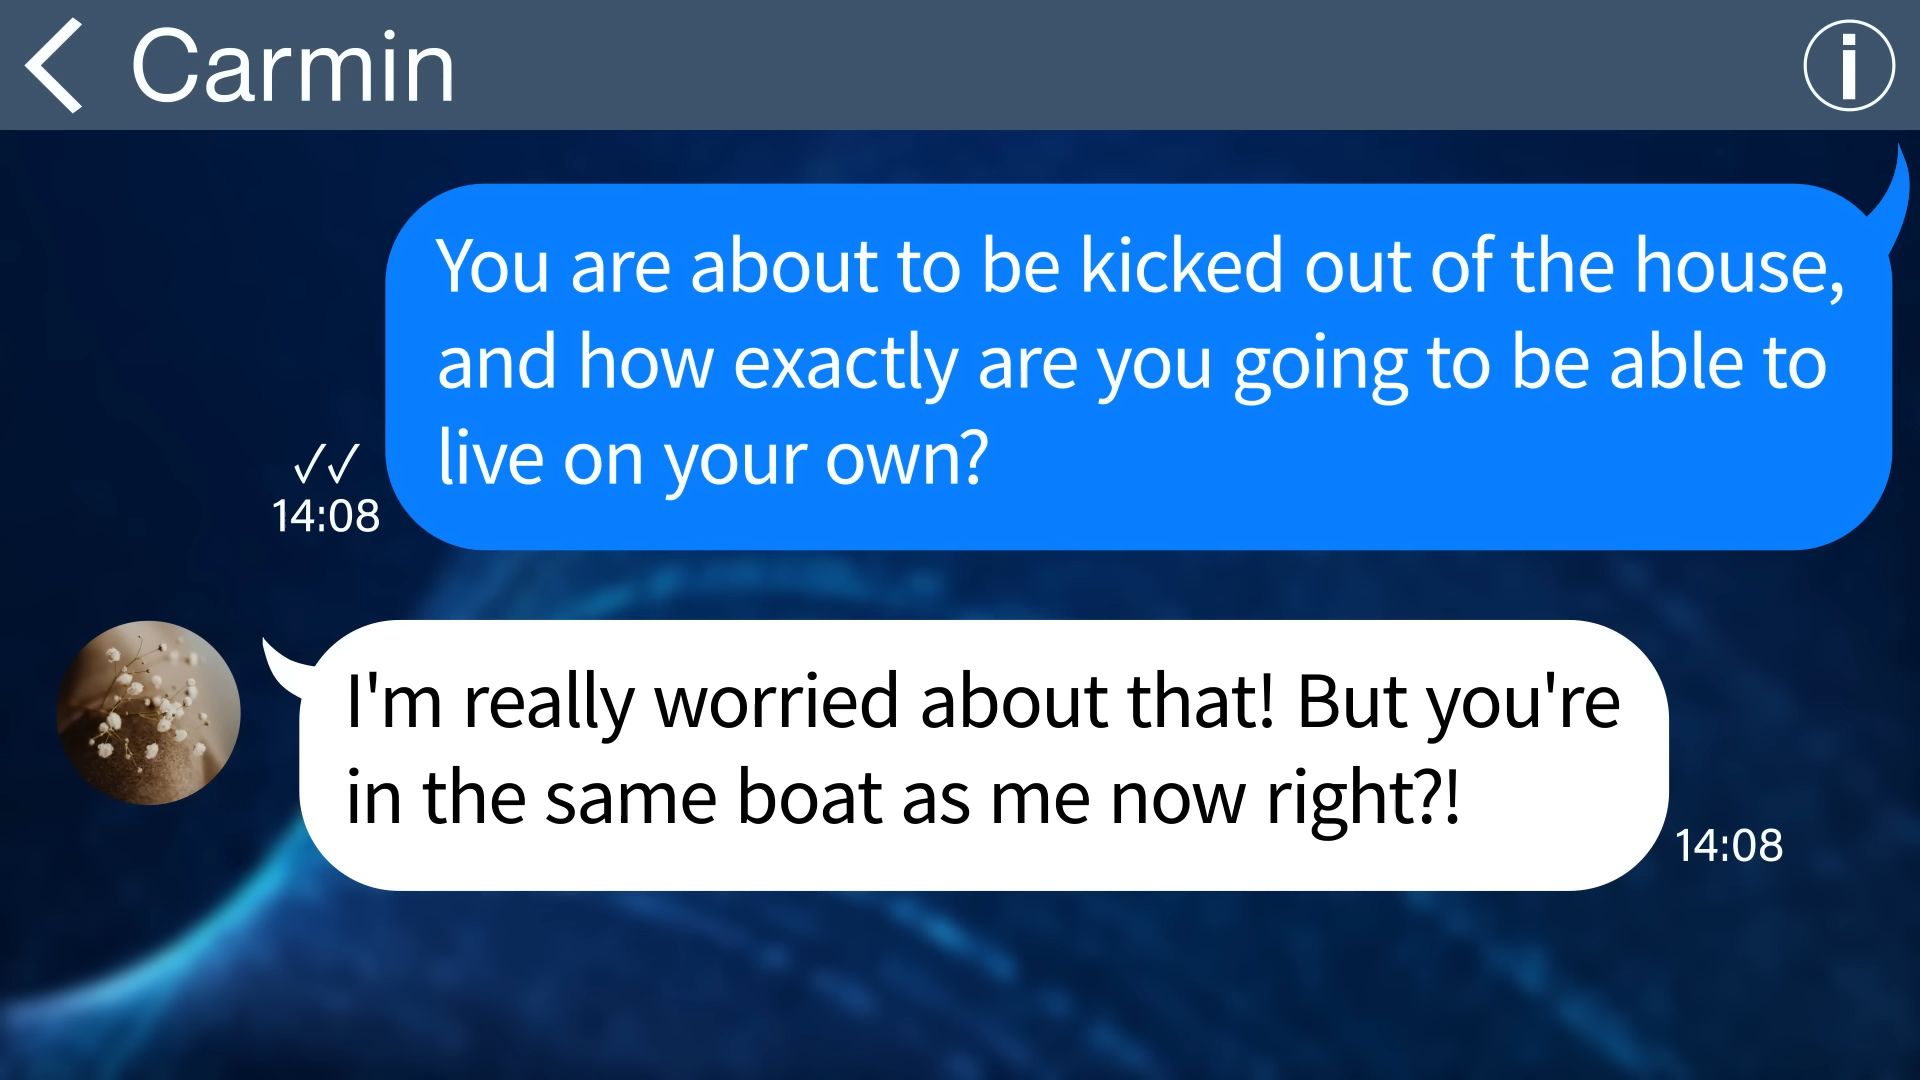 Carmin
You are about to be kicked out of the house,
and how exactly are you going to be able to
live on your own?
✓✓
14:08
I'm really worried about that! But you're
in the same boat as me now right?!
14:08